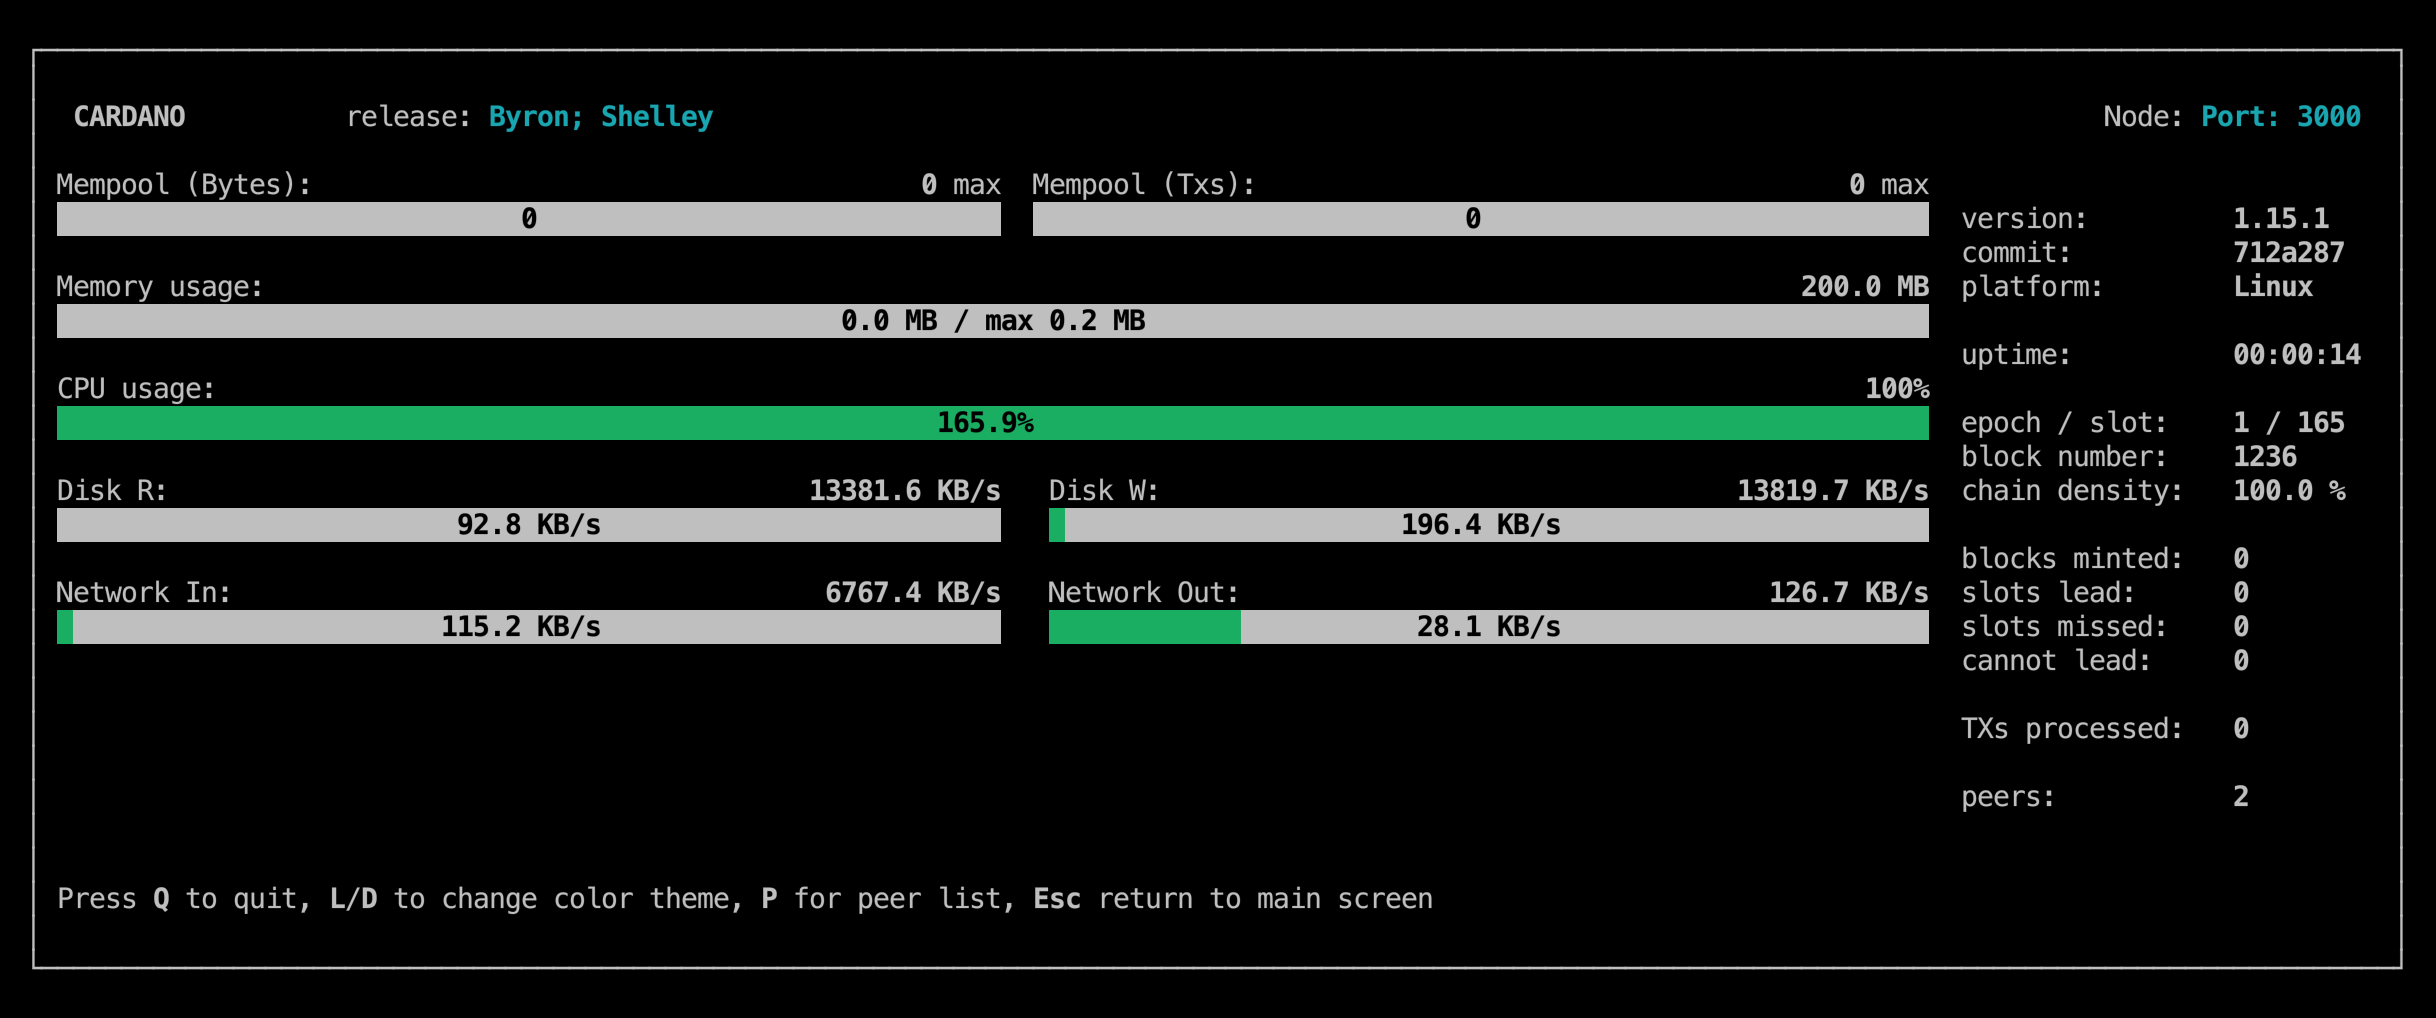 CARDANO release: Byron; Shelley Node: Port: 3000
Mempool (Bytes): 0 max Mempool (Txs): 0 max
0 0 version: 1.15.1
commit: 712a287
Memory usage: 200.0 MB platform: Linux
0.0 MB / max 0.2 MB
uptime: 00:00:14
CPU usage: 100%
165.9% epoch / slot: 1 / 165
block number: 1236
Disk R: 13381.6 KB/s Disk W: 13819.7 KB/s chain density: 100.0 %
92.8 KB/s 196.4 KB/s
blocks minted: 0
Network In: 6767.4 KB/s Network Out: 126.7 KB/s slots lead: 0
115.2 KB/s 28.1 KB/s slots missed: 0
cannot lead: 0
TXs processed: 0
peers: 2
Press Q to quit, L/D to change color theme, P for peer list, Esc return to main screen